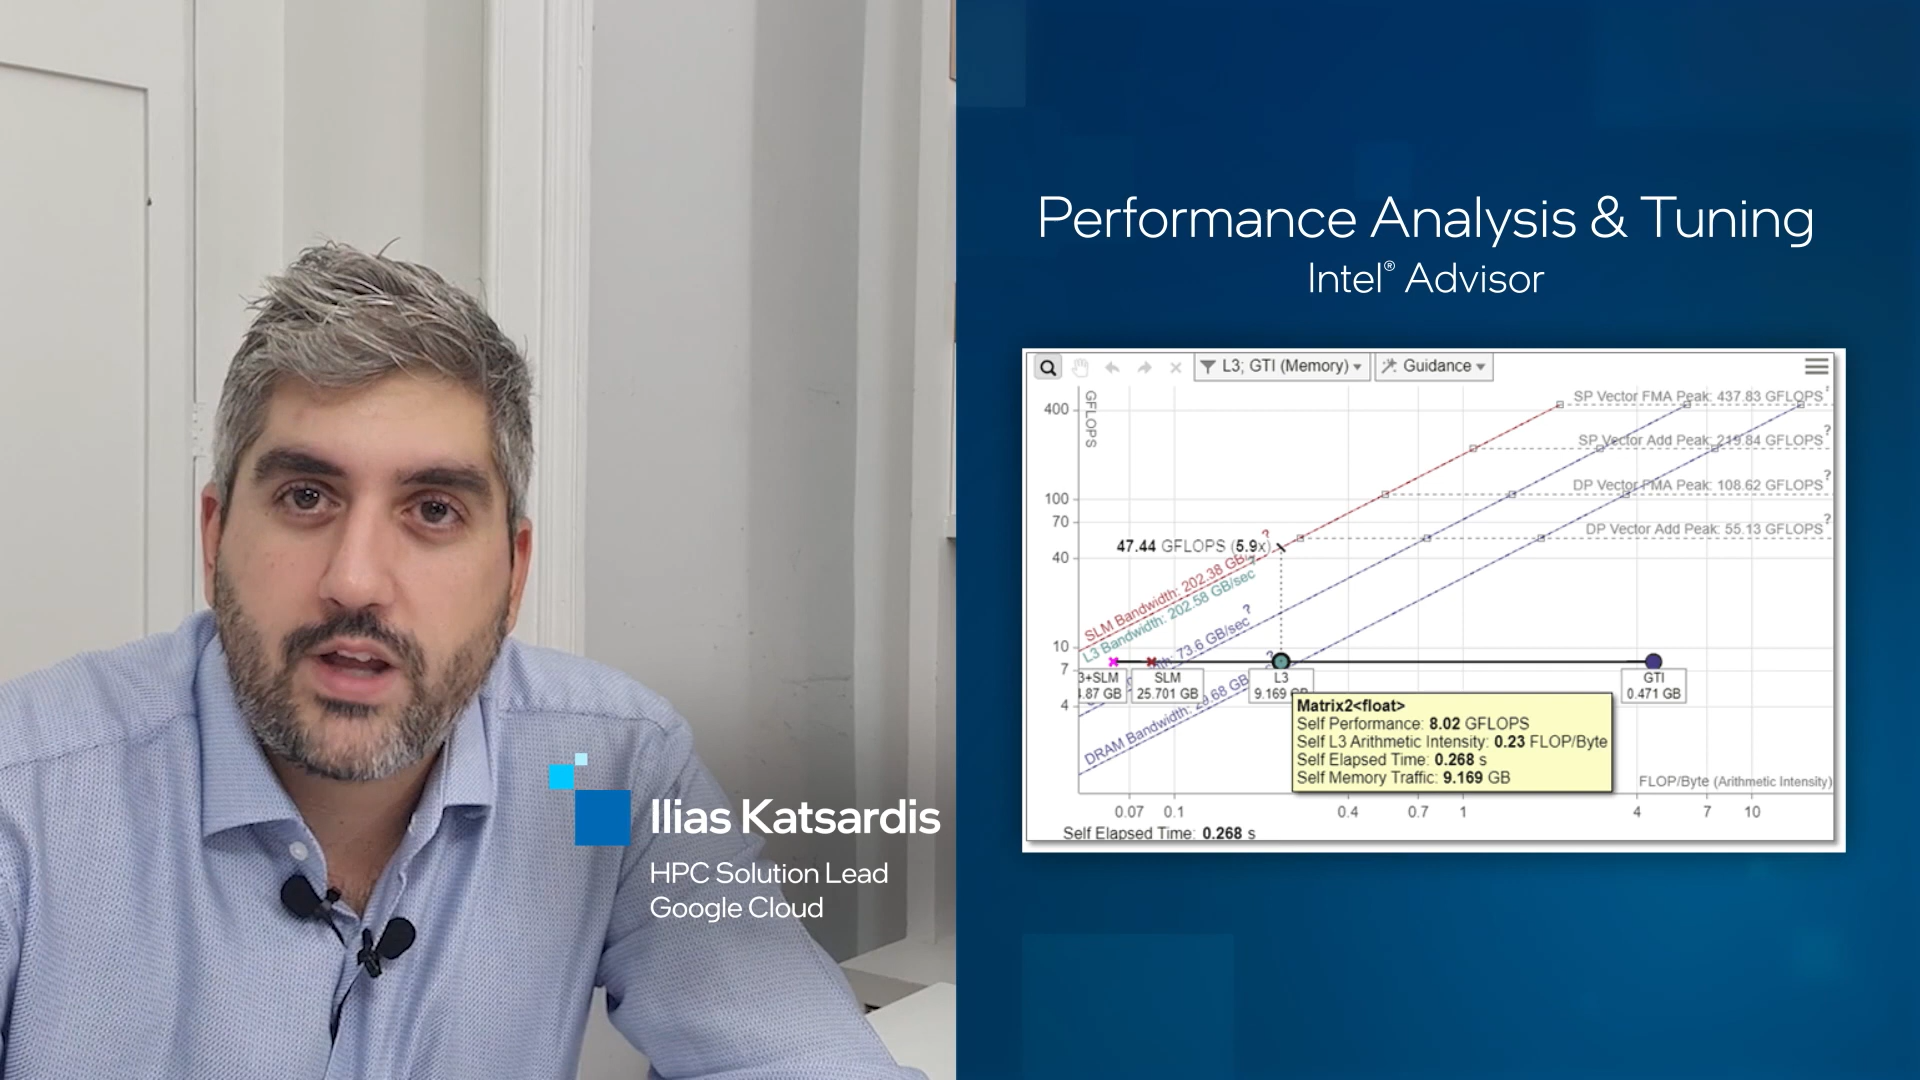 Ilias Katsardis
HPC Solution Lead
Google Cloud
Performance Analysis & Tuning
Intel® Advisor
L3; GTI (Memory)
Guidance
GFLOPS
400
100
70
40
10
7
4
SP Vector FMA Peak: 437.83 GFLOPS?
SP Vector Add Peak: 219.84 GFLOPS?
DP Vector FMA Peak: 108.62 GFLOPS?
DP Vector Add Peak: 55.13 GFLOPS?
47.44 GFLOPS (5.9x)
SLM Bandwidth: 202.38 ?
L3 Bandwidth: 202.58 GB/sec
73.6 GB/sec ?
DRAM Bandwidth: GB ?
3+SLM
SLM
25.701 GB
L3
9.169
GTI
0.471 GB
Matrix2<float>
Self Performance: 8.02 GFLOPS
Self L3 Arithmetic Intensity: 0.23 FLOP/Byte
Self Elapsed Time: 0.268 s
Self Memory Traffic: 9.169 GB
FLOP/Byte (Arithmetic Intensity)
0.07 0.1 0.4 0.7 1 4 7 10
Self Elapsed Time: 0.268 s